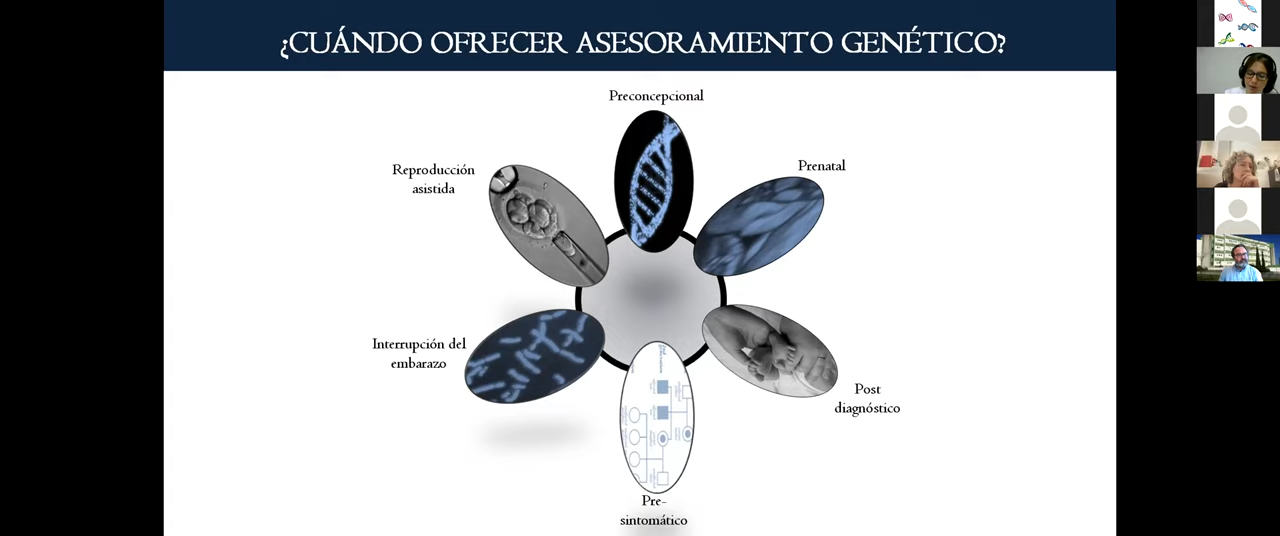 ¿CUÁNDO OFRECER ASESORAMIENTO GENÉTICO?
Preconcepcional
Prenatal
Reproducción
asistida
Interrupción del
embarazo
Post
diagnóstico
Pre-
sintomático